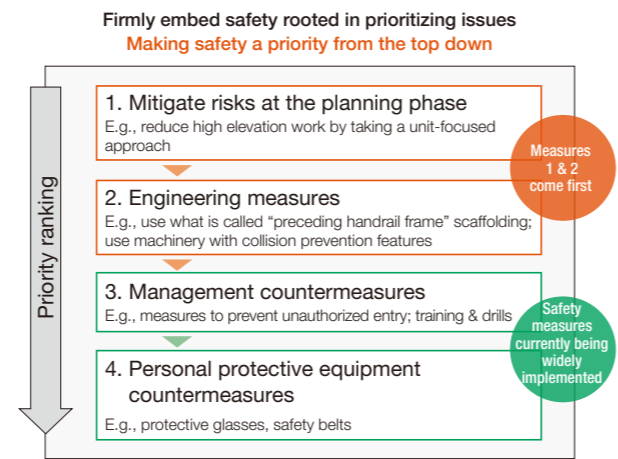 Firmly embed safety rooted in prioritizing issues
Making safety a priority from the top down
Priority ranking
1. Mitigate risks at the planning phase
E.g., reduce high elevation work by taking a unit-focused
approach
Measures
1 & 2
come first
2. Engineering measures
E.g., use what is called “preceding handrail frame” scaffolding;
use machinery with collision prevention features
3. Management countermeasures
E.g., measures to prevent unauthorized entry; training & drills
Safety
measures
currently being
widely
implemented
4. Personal protective equipment
countermeasures
E.g., protective glasses, safety belts